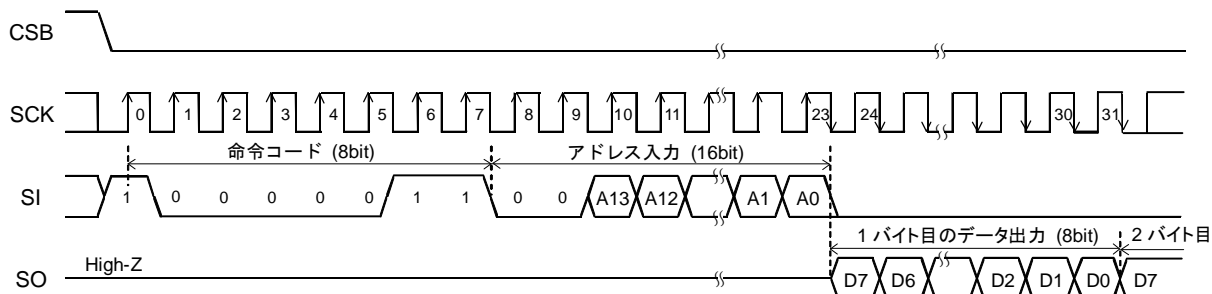 CSB
SCK
0 1 2 3 4 5 6 7 8 9 10 11 23 24 30 31
命令コード (8bit) アドレス入力 (16bit)
SI
1 0 0 0 0 0 1 1 0 0 A13 A12 A1 A0
1 バイト目のデータ出力 (8bit) 2 バイト目
SO
High-Z
D7 D6 D2 D1 D0 D7